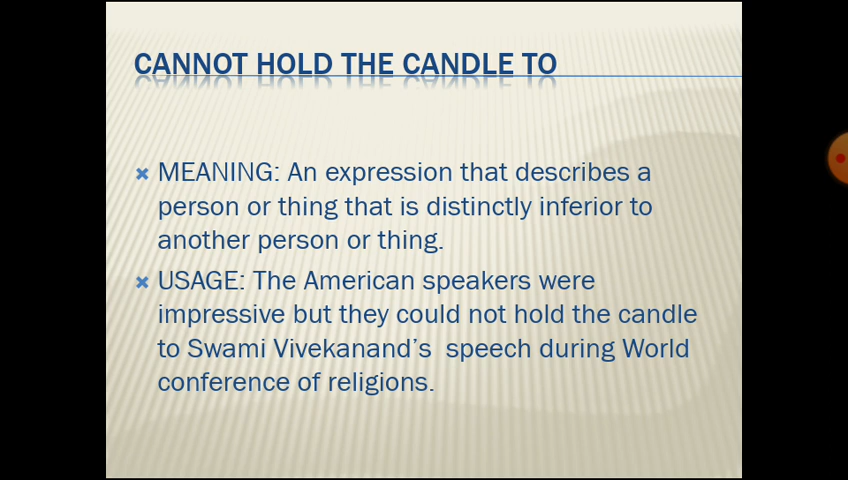 CANNOT HOLD THE CANDLE TO
MEANING: An expression that describes a
person or thing that is distinctly inferior to
another person or thing.
USAGE: The American speakers were
impressive but they could not hold the candle
to Swami Vivekanand’s speech during World
conference of religions.